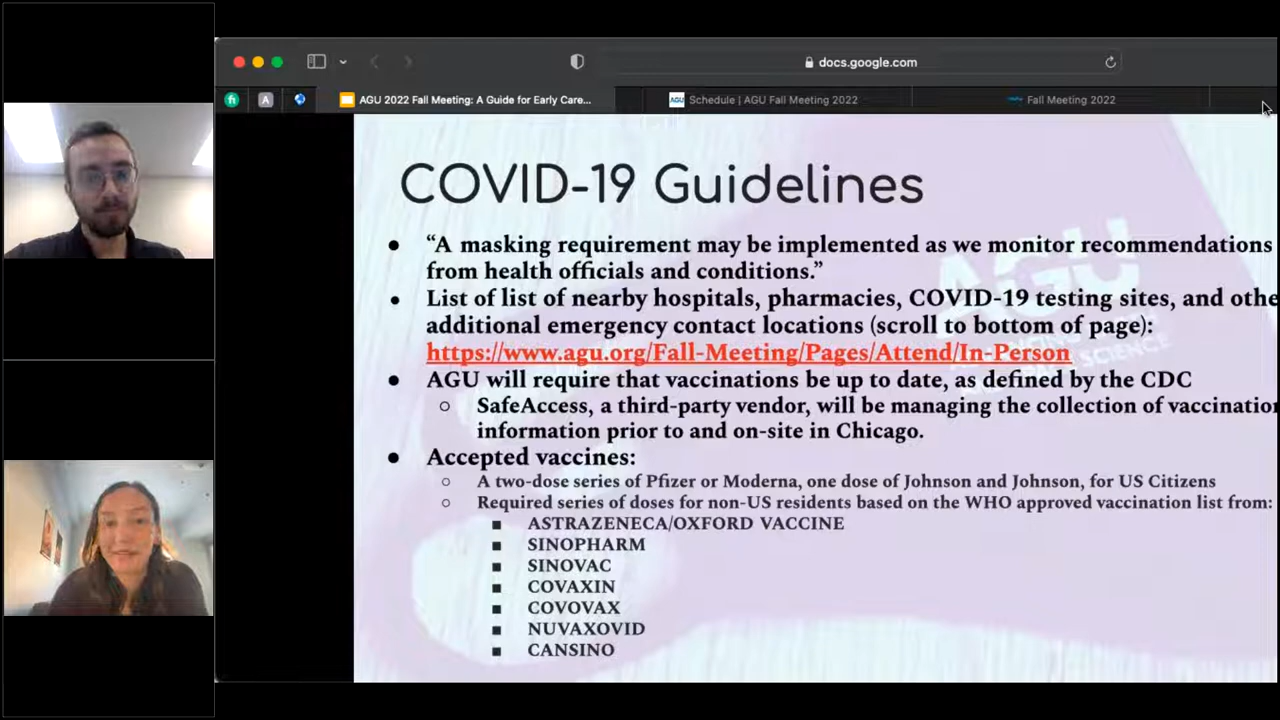 docs.google.com
AGU 2022 Fall Meeting: A Guide for Early Care...
AGU Schedule | AGU Fall Meeting 2022
Fall Meeting 2022
COVID-19 Guidelines
● “A masking requirement may be implemented as we monitor recommendations
from health officials and conditions.”
● List of list of nearby hospitals, pharmacies, COVID-19 testing sites, and othe
additional emergency contact locations (scroll to bottom of page):
https://www.agu.org/Fall-Meeting/Pages/Attend/In-Person
● AGU will require that vaccinations be up to date, as defined by the CDC
○ SafeAccess, a third-party vendor, will be managing the collection of vaccination
information prior to and on-site in Chicago.
● Accepted vaccines:
○ A two-dose series of Pfizer or Moderna, one dose of Johnson and Johnson, for US Citizens
○ Required series of doses for non-US residents based on the WHO approved vaccination list from:
■ ASTRAZENECA/OXFORD VACCINE
■ SINOPHARM
■ SINOVAC
■ COVAXIN
■ COVOVAX
■ NUVAXOVID
■ CANSINO
AGU